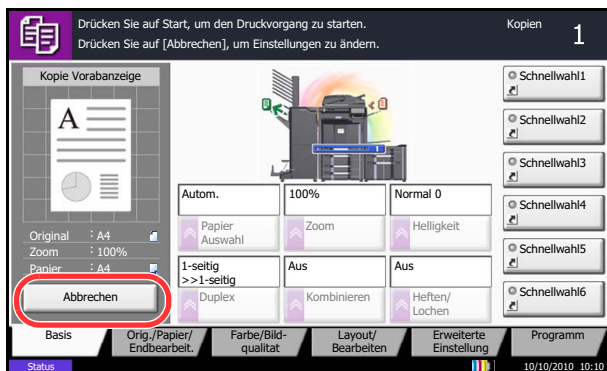 Drücken Sie auf Start, um den Druckvorgang zu starten.
Drücken Sie auf [Abbrechen], um Einstellungen zu ändern.
Kopien
1
Kopie Vorabanzeige
A
Original : A4
Zoom : 100%
Papier : A4
Abbrechen
1
Autom.
100%
Normal 0
Papier
Auswahl
Zoom
Helligkeit
1-seitig
>>1-seitig
Aus
Aus
Duplex
Kombinieren
Heften/
Lochen
Schnellwahl1
Schnellwahl2
Schnellwahl3
Schnellwahl4
Schnellwahl5
Schnellwahl6
Basis
Orig./Papier/
Endbearbeit.
Farbe/Bild-
qualitat
Layout/
Bearbeiten
Erweiterte
Einstellung
Programm
Status
10/10/2010 10:10